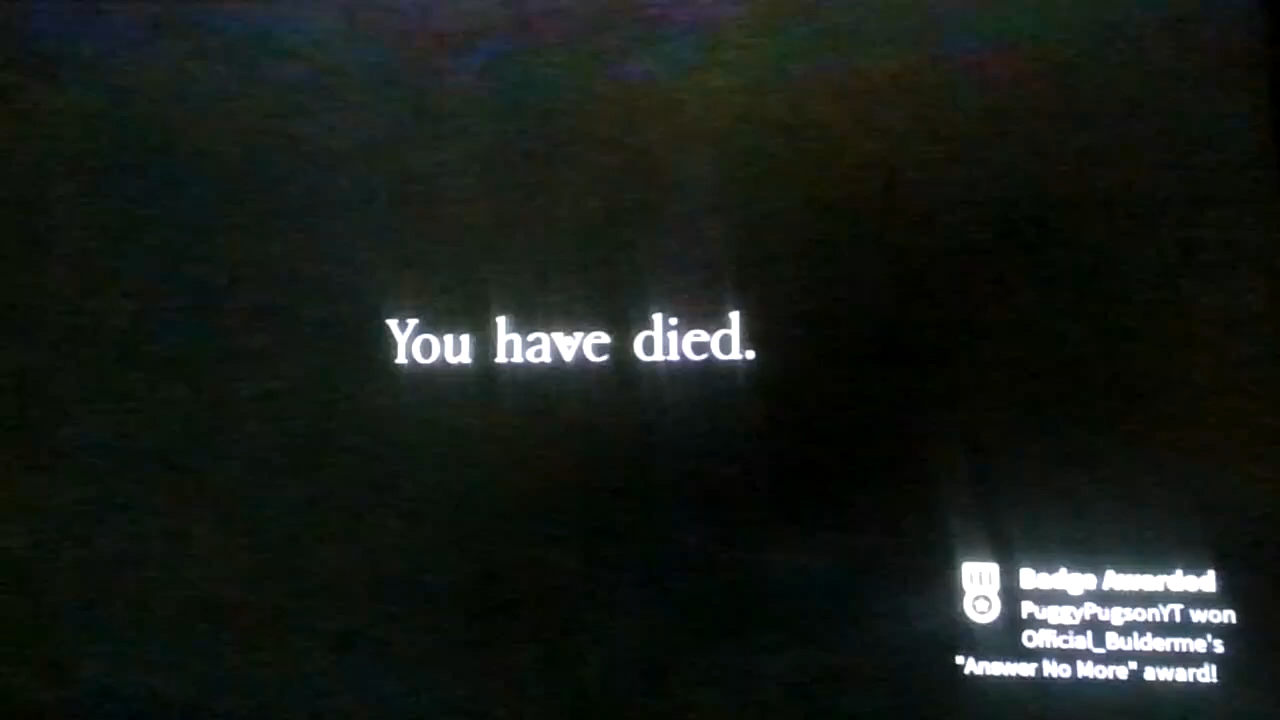 You have died.
Badge Awarded
PuggyPugsonYT won
Official_Bulderme's
"Answer No More" award!